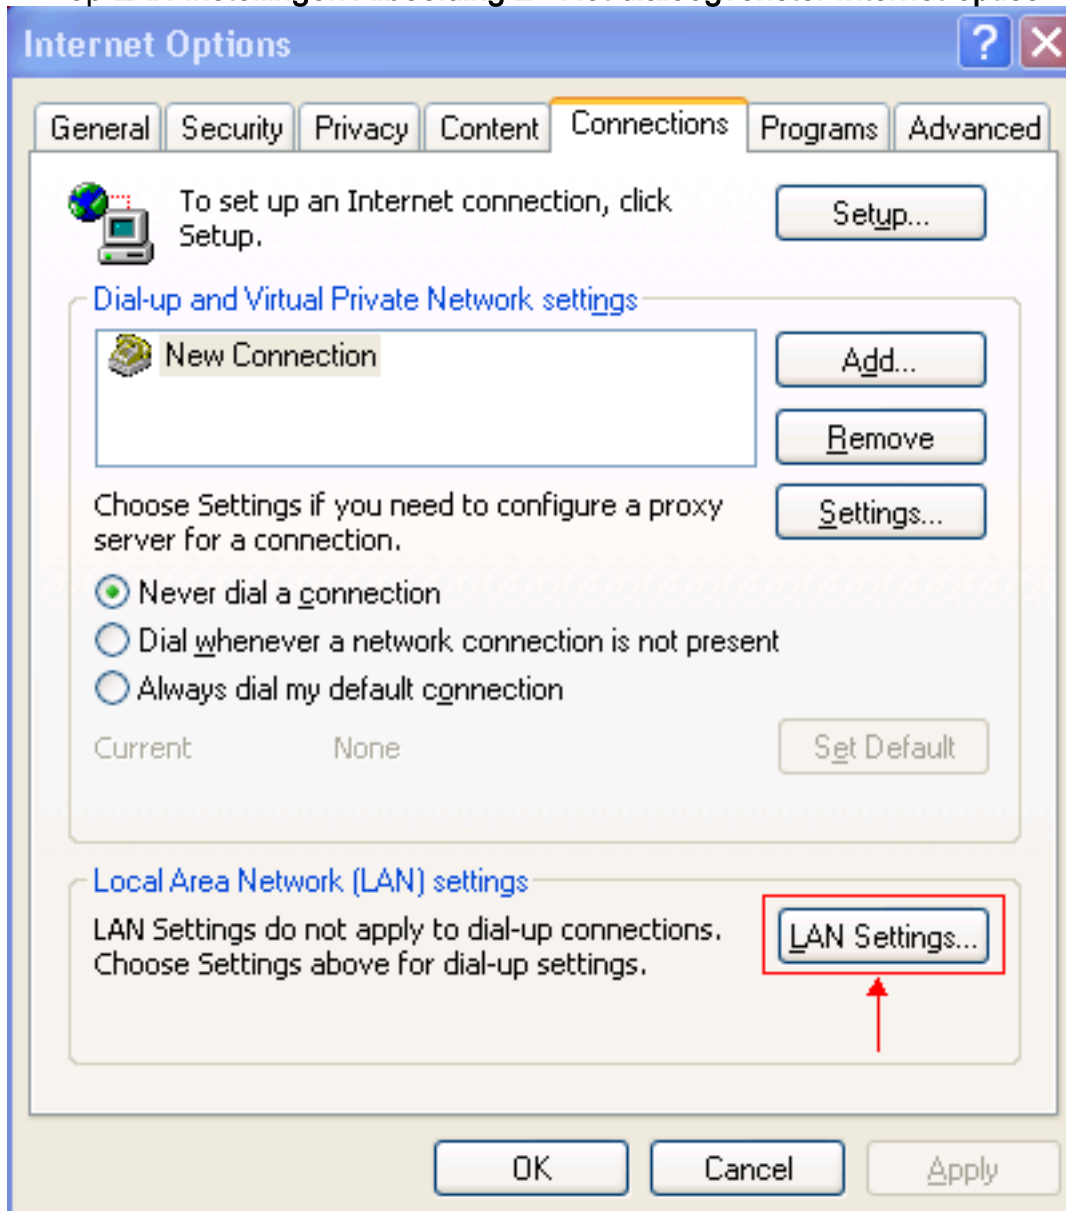 Internet Options
General Security Privacy Content Connections Programs Advanced
To set up an Internet connection, click
Setup.
Setup...
Dial-up and Virtual Private Network settings
New Connection
Add...
Remove
Choose Settings if you need to configure a proxy
server for a connection.
Settings...
Never dial a connection
Dial whenever a network connection is not present
Always dial my default connection
Current None
Set Default
Local Area Network (LAN) settings
LAN Settings do not apply to dial-up connections.
Choose Settings above for dial-up settings.
LAN Settings...
OK Cancel Apply